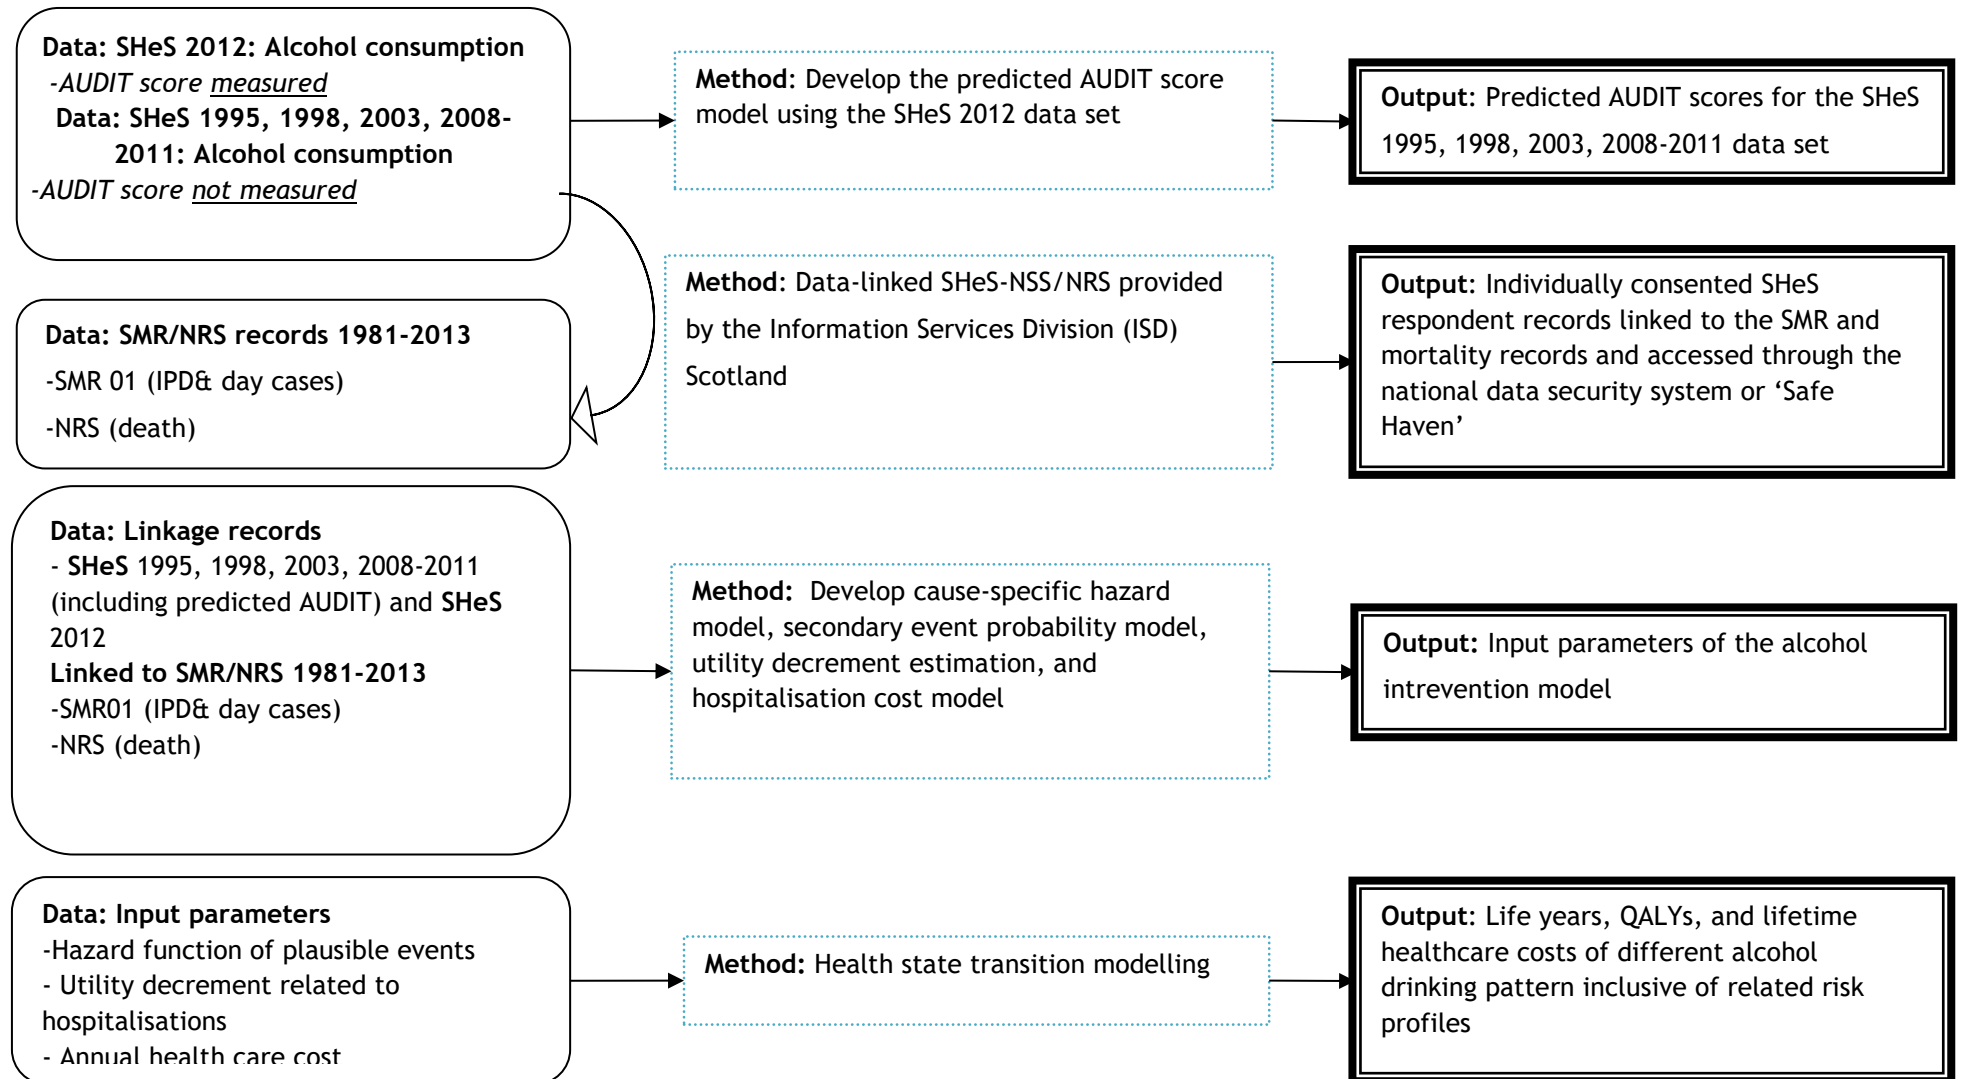 Data: SHeS 2012: Alcohol consumption
-AUDIT score measured
Data: SHeS 1995, 1998, 2003, 2008-
2011: Alcohol consumption
-AUDIT score not measured
Method: Develop the predicted AUDIT score
model using the SHeS 2012 data set
Output: Predicted AUDIT scores for the SHeS
1995, 1998, 2003, 2008-2011 data set
Data: SMR/NRS records 1981-2013
-SMR 01 (IPD& day cases)
-NRS (death)
Method: Data-linked SHeS-NSS/NRS provided
by the Information Services Division (ISD)
Scotland
Output: Individually consented SHeS
respondent records linked to the SMR and
mortality records and accessed through the
national data security system or ‘Safe
Haven’
Data: Linkage records
- SHeS 1995, 1998, 2003, 2008-2011
(including predicted AUDIT) and SHeS
2012
Linked to SMR/NRS 1981-2013
-SMR01 (IPD& day cases)
-NRS (death)
Method: Develop cause-specific hazard
model, secondary event probability model,
utility decrement estimation, and
hospitalisation cost model
Output: Input parameters of the alcohol
intrevention model
Data: Input parameters
-Hazard function of plausible events
- Utility decrement related to
hospitalisations
- Annual health care cost
Method: Health state transition modelling
Output: Life years, QALYs, and lifetime
healthcare costs of different alcohol
drinking pattern inclusive of related risk
profiles